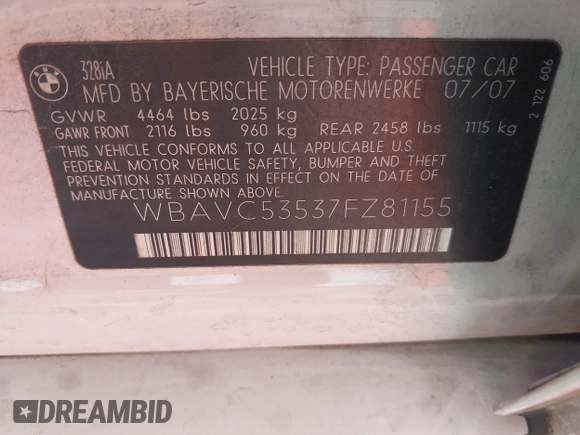 BMW
328iA
VEHICLE TYPE: PASSENGER CAR
MFD BY BAYERISCHE MOTORENWERKE 07/07
GVWR 4464 lbs 2025 kg
GAWR FRONT 2116 lbs 960 kg REAR 2458 lbs 1115 kg
THIS VEHICLE CONFORMS TO ALL APPLICABLE U.S.
FEDERAL MOTOR VEHICLE SAFETY, BUMPER AND THEFT
PREVENTION STANDARDS IN EFFECT ON THE DATE OF
MANUFACTURE SHOWN ABOVE.
WBAVC53537FZ81155
2 122 606
DREAMBID